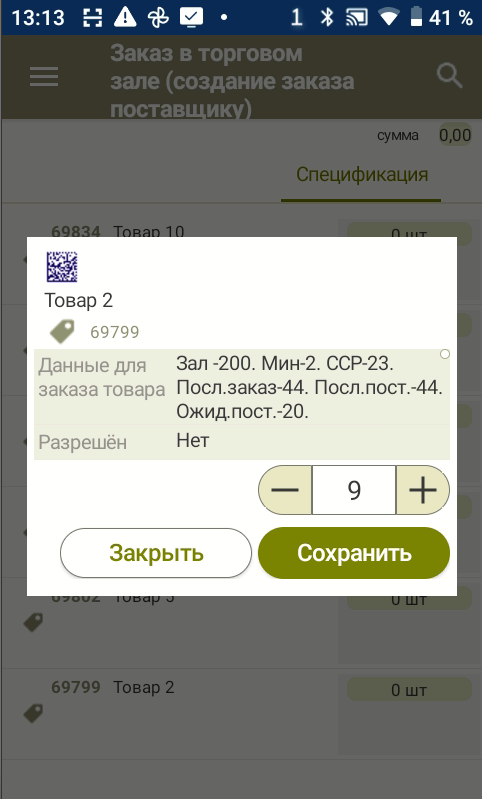 13:13 1 41 %
Заказ в торговом
зале (создание заказа
поставщику)
сумма 0,00
Спецификация
69834 Товар 10 0 шт
Товар 2
69799
Данные для заказа товара
Зал -200. Мин-2. ССР-23.
Посл.заказ-44. Посл.пост.-44.
Ожид.пост.-20.
Разрешён Нет
— 9 +
Закрыть Сохранить
69802 Товар 5 0 шт
69799 Товар 2 0 шт